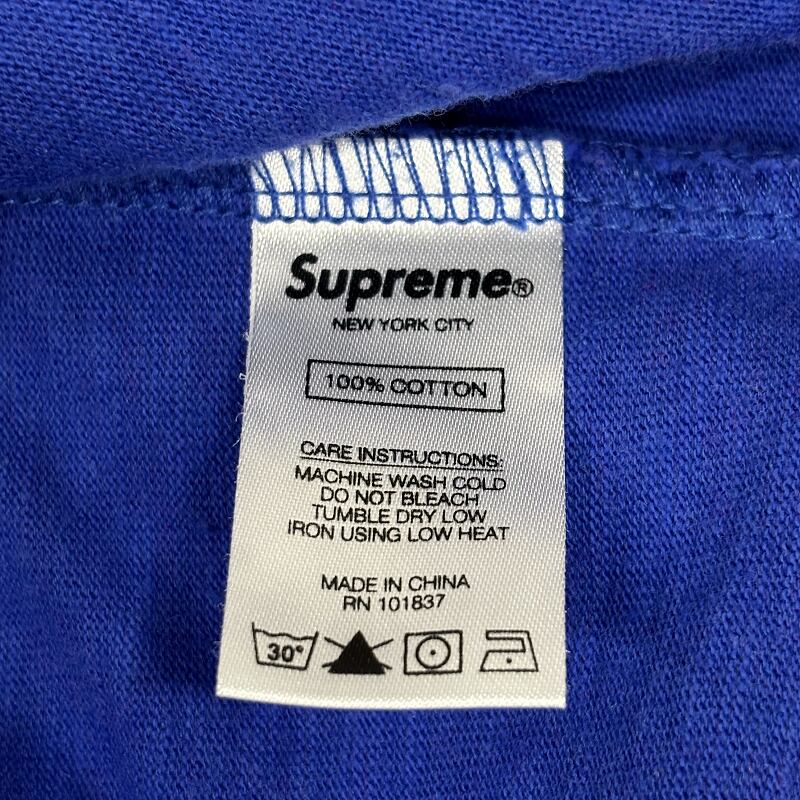 Supreme®
NEW YORK CITY
100% COTTON
CARE INSTRUCTIONS:
MACHINE WASH COLD
DO NOT BLEACH
TUMBLE DRY LOW
IRON USING LOW HEAT
MADE IN CHINA
RN 101837
30°